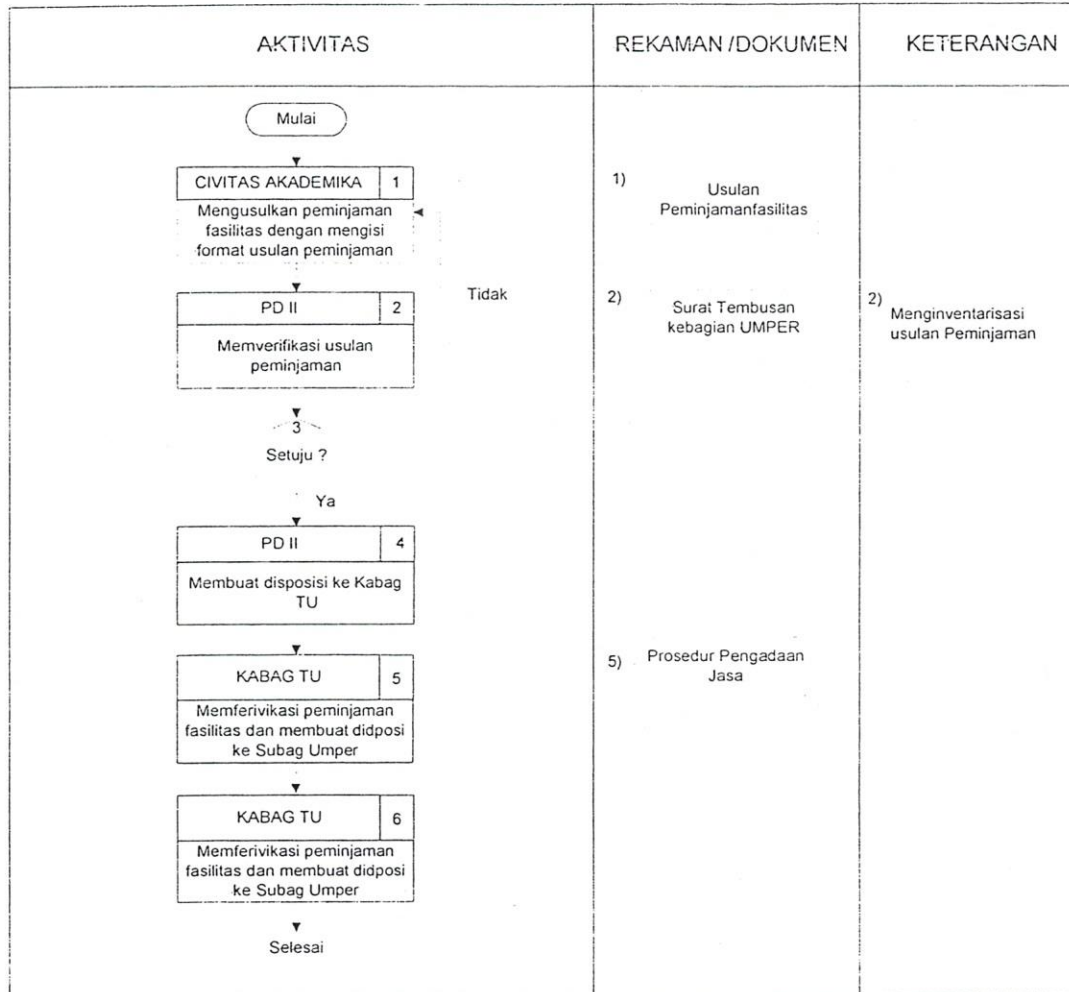 AKTIVITAS
REKAMAN /DOKUMEN
KETERANGAN
Mulai
CIVITAS AKADEMIKA 1
Mengusulkan peminjaman
fasilitas dengan mengisi
format usulan peminjaman
1)
Usulan
Peminjamanfasilitas
Tidak
PD II 2
Memverifikasi usulan
peminjaman
2)
Surat Tembusan
kebagian UMPER
2)
Menginventarisasi
usulan Peminjaman
3
Setuju ?
Ya
PD II 4
Membuat disposisi ke Kabag
TU
KABAG TU 5
Memferivikasi peminjaman
fasilitas dan membuat didposi
ke Subag Umper
5) Prosedur Pengadaan
Jasa
KABAG TU 6
Memferivikasi peminjaman
fasilitas dan membuat didposi
ke Subag Umper
Selesai